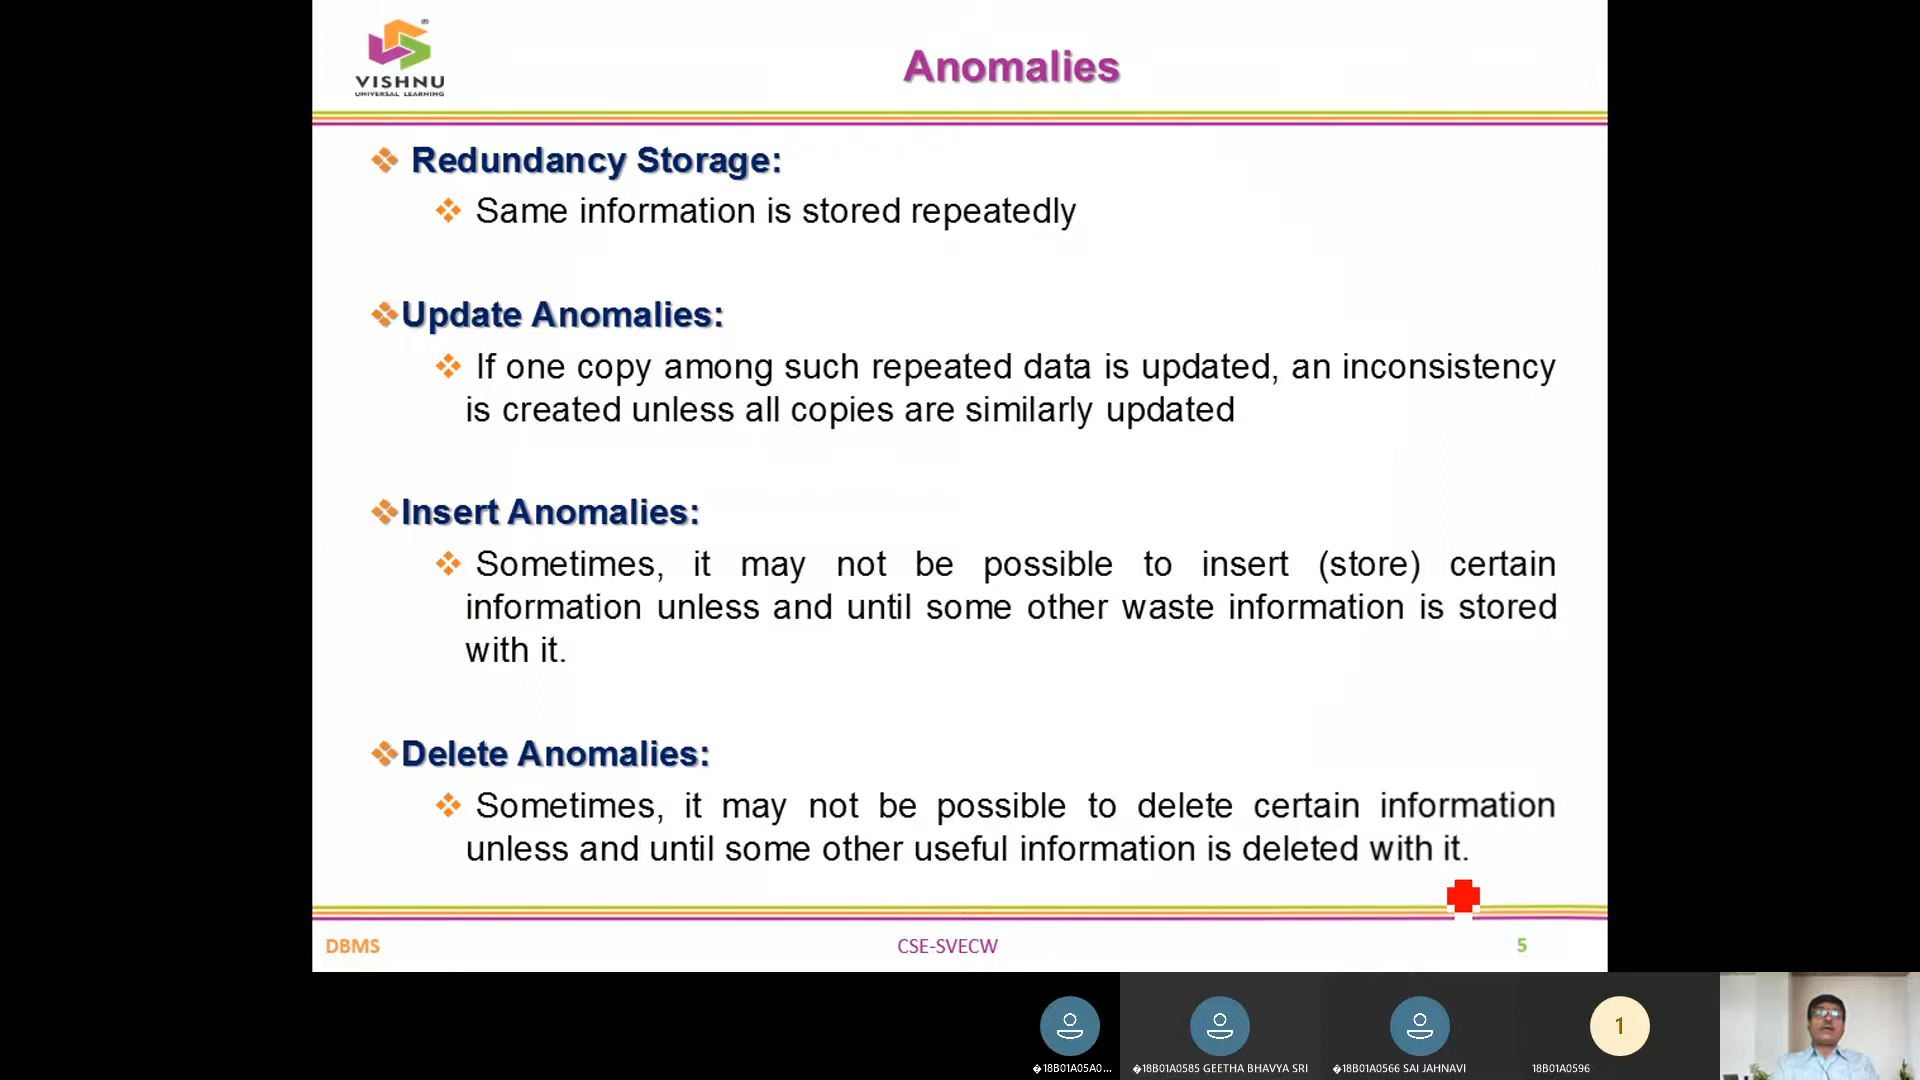 VISHNU
UNIVERSAL LEARNING
Anomalies
Redundancy Storage:
Same information is stored repeatedly
Update Anomalies:
If one copy among such repeated data is updated, an inconsistency
is created unless all copies are similarly updated
Insert Anomalies:
Sometimes, it may not be possible to insert (store) certain
information unless and until some other waste information is stored
with it.
Delete Anomalies:
Sometimes, it may not be possible to delete certain information
unless and until some other useful information is deleted with it.
DBMS CSE-SVECW 5
1
�18B01A05A0... �18B01A0585 GEETHA BHAVYA SRI �18B01A0566 SAI JAHNAVI 18B01A0596